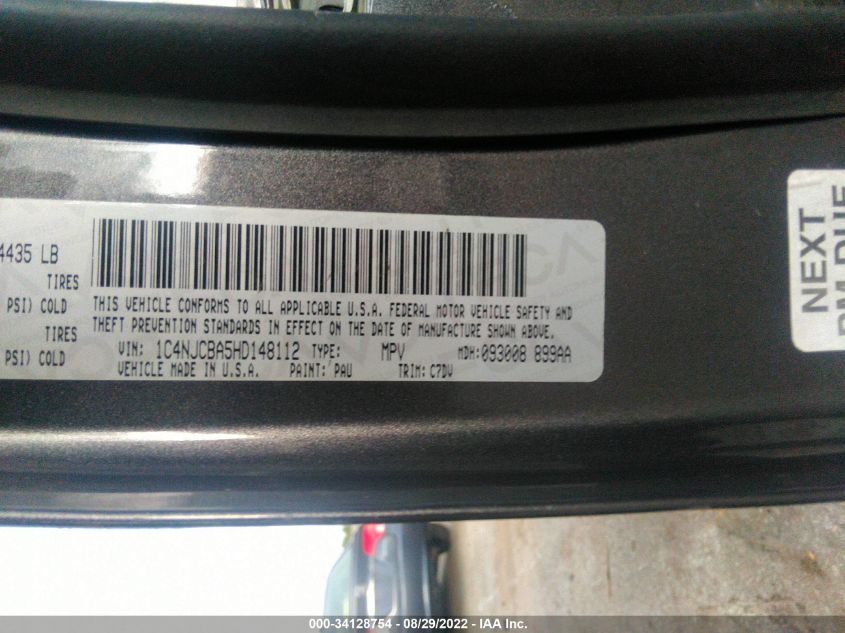 4435 LB
TIRES
PSI) COLD
TIRES
PSI) COLD
THIS VEHICLE CONFORMS TO ALL APPLICABLE U.S.A. FEDERAL MOTOR VEHICLE SAFETY AND
THEFT PREVENTION STANDARDS IN EFFECT ON THE DATE OF MANUFACTURE SHOWN ABOVE.
VIN: 1C4NJCBA5HD148112 TYPE: MPV MDH:093008 899AA
VEHICLE MADE IN U.S.A. PAINT: PAU TRIM: C7DV
NEXT
PM DUE
000-34128754 - 08/29/2022 - IAA Inc.